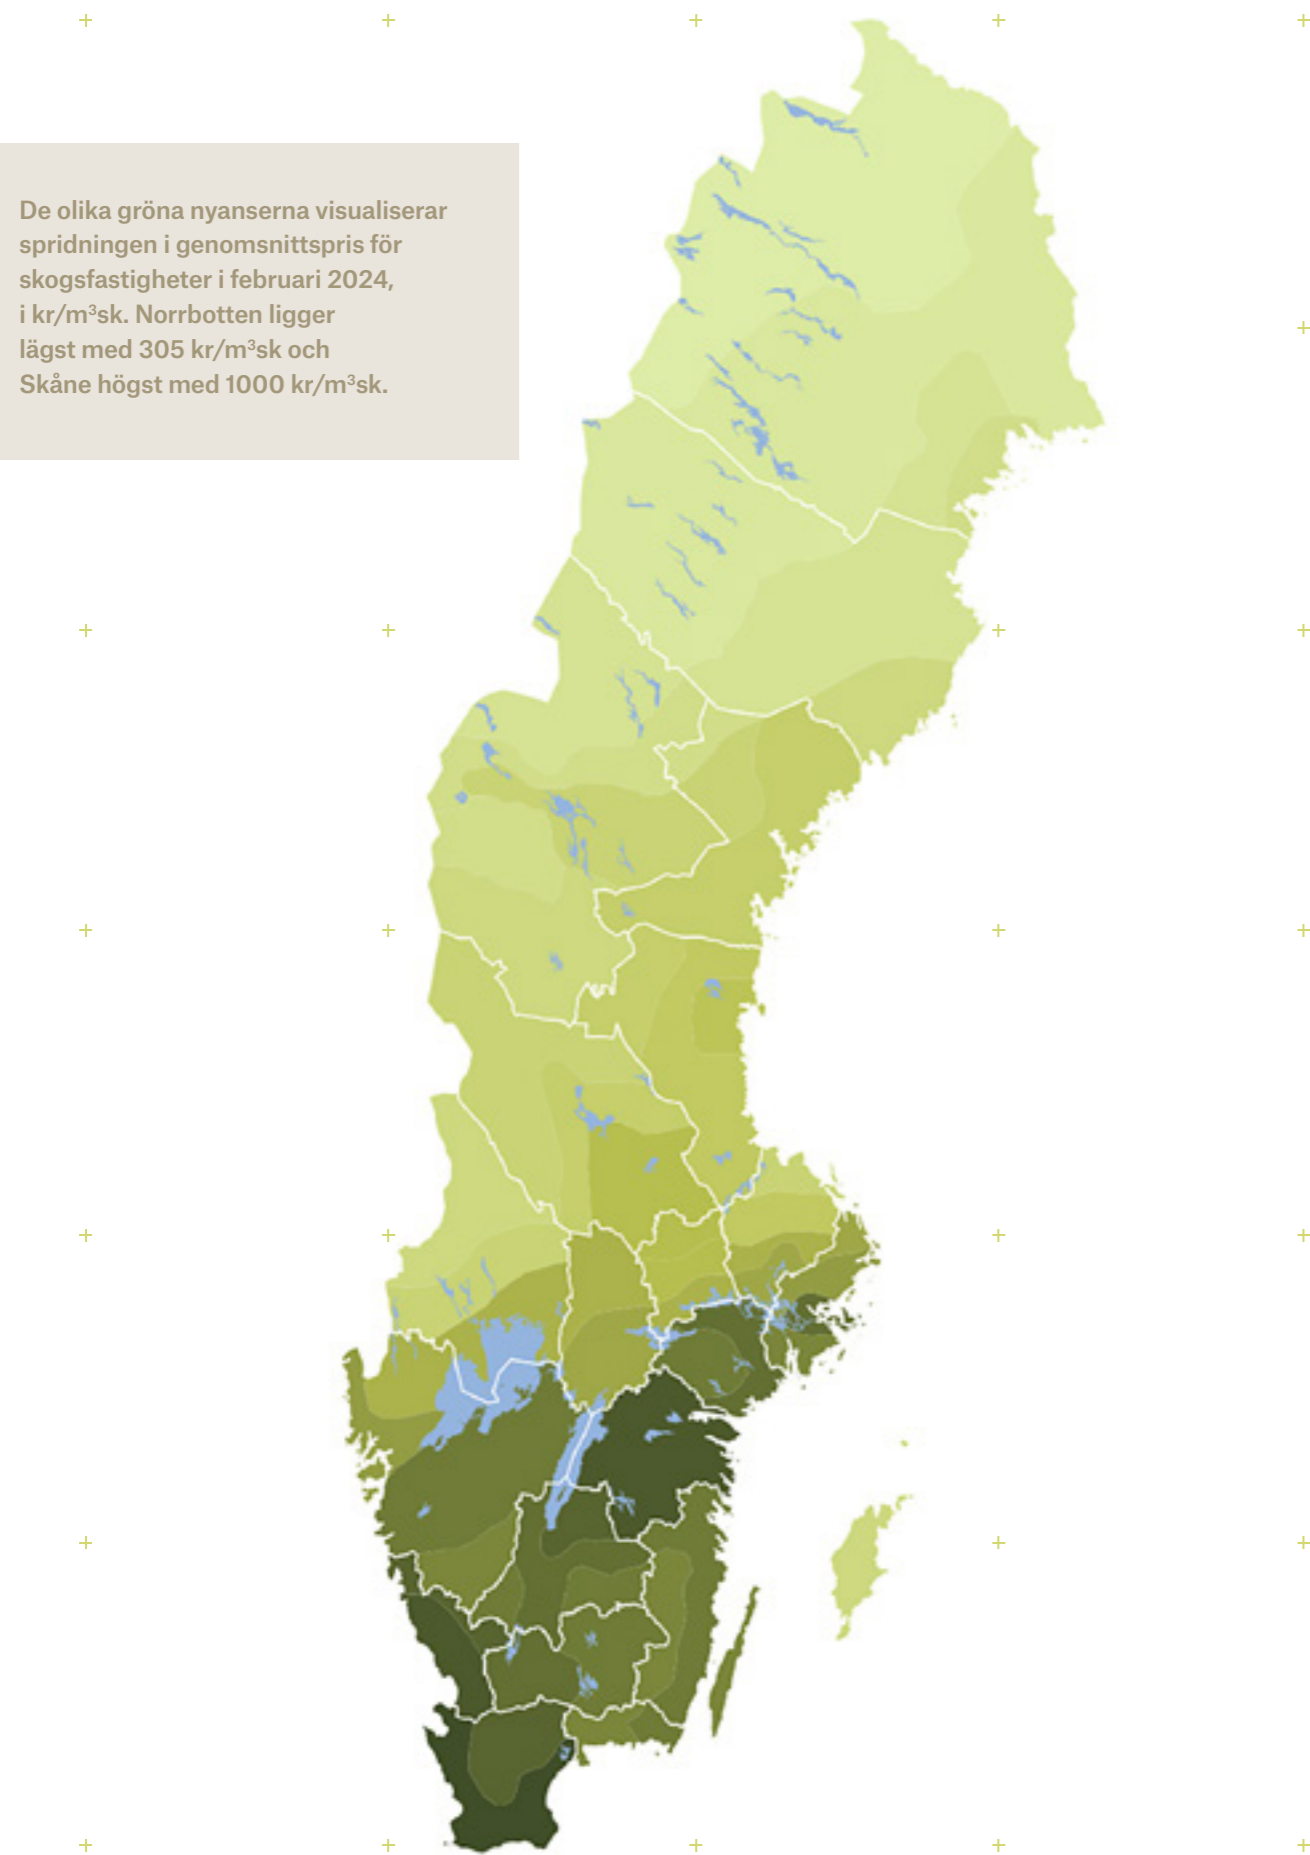 De olika gröna nyanserna visualiserar
spridningen i genomsnittspris för
skogsfastigheter i februari 2024,
i kr/m³sk. Norrbotten ligger
lägst med 305 kr/m³sk och
Skåne högst med 1000 kr/m³sk.